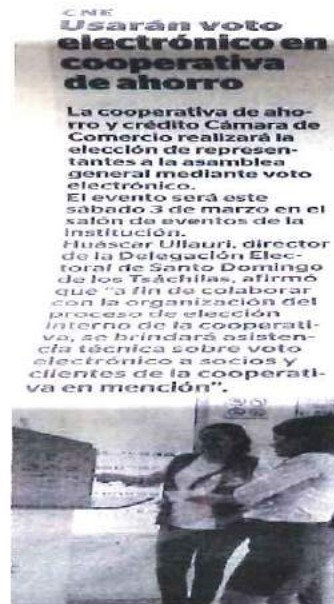 CNE
Usarán voto
electrónico en
cooperativa
de ahorro
La cooperativa de aho-
rro y crédito Cámara de
Comercio realizará la
elección de represen-
tantes a la asamblea
general mediante voto
electrónico.
El evento será este
sábado 3 de marzo en el
salón de eventos de la
institución.
Huáscar Ullauri, director
de la Delegación Elec-
toral de Santo Domingo
de los Tsáchilas, afirmó
que “a fin de colaborar
con la organización del
proceso de elección
interno de la cooperati-
va, se brindará asisten-
cia técnica sobre voto
electrónico a socios y
clientes de la cooperati-
va en mención”.